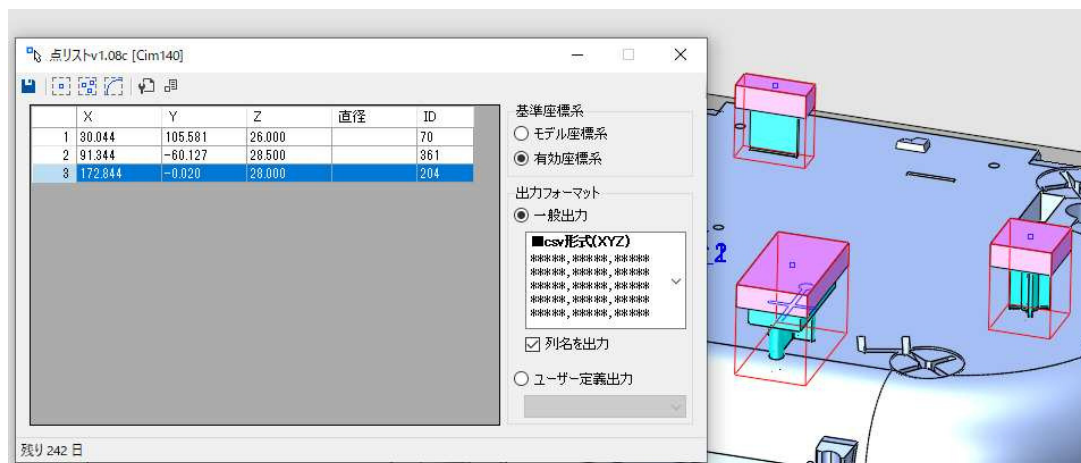 点リストv1.08c [Cim140]
X Y Z 直径 ID
1 30.044 105.581 26.000 70
2 91.344 -60.127 28.500 361
3 172.844 -0.020 28.000 204
基準座標系
モデル座標系
有効座標系
出力フォーマット
一般出力
■csv形式(XYZ)
*****,*****,*****
*****,*****,*****
*****,*****,*****
*****,*****,*****
*****,*****,*****
列名を出力
ユーザー定義出力
残り 242 日